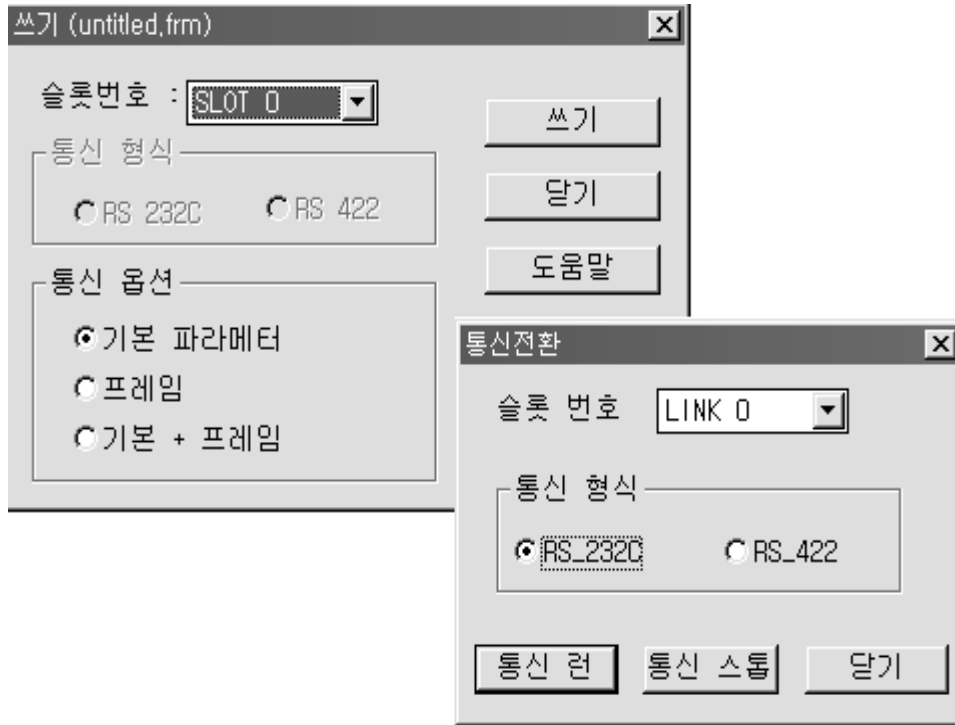 쓰기 (untitled,frm)
슬롯번호 : SLOT 0
쓰기
통신 형식
RS 232C RS 422
닫기
도움말
통신 옵션
기본 파라메터
프레임
기본 + 프레임
통신전환
슬롯 번호 LINK 0
통신 형식
RS_232C RS_422
통신 런 통신 스톱 닫기